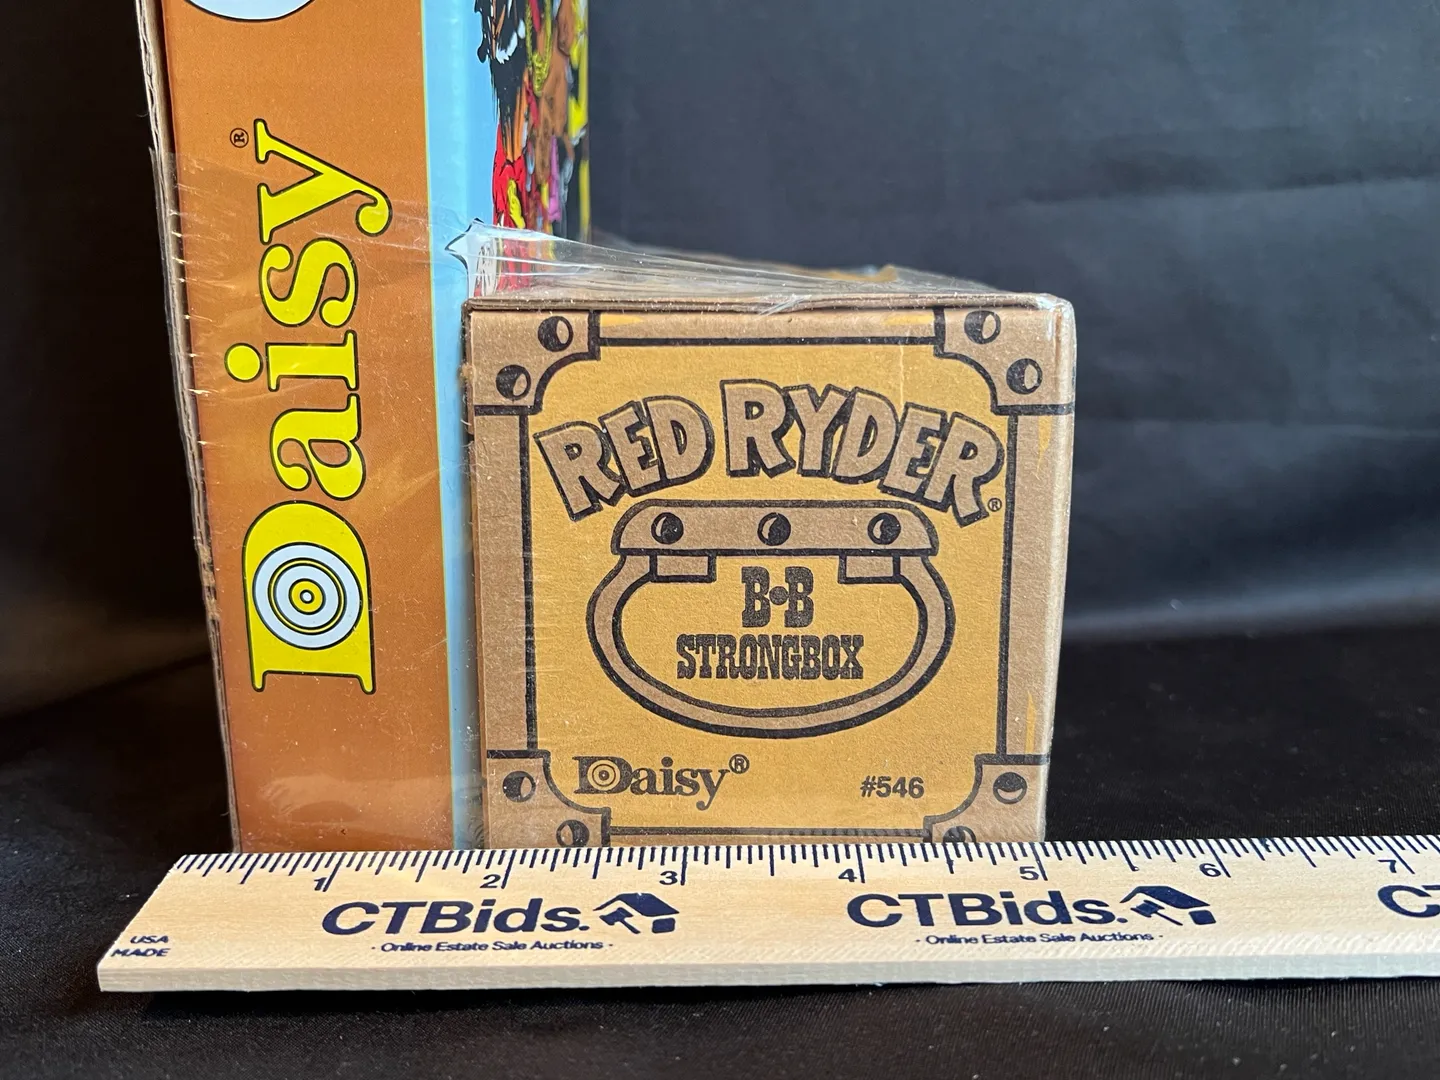 Daisy®
RED RYDER®
B•B
STRONGBOX
Daisy®
#546
1 2 3 4 5 6 7
CTBids. CTBids. CT
· Online Estate Sale Auctions · · Online Estate Sale Auctions ·
USA
MADE